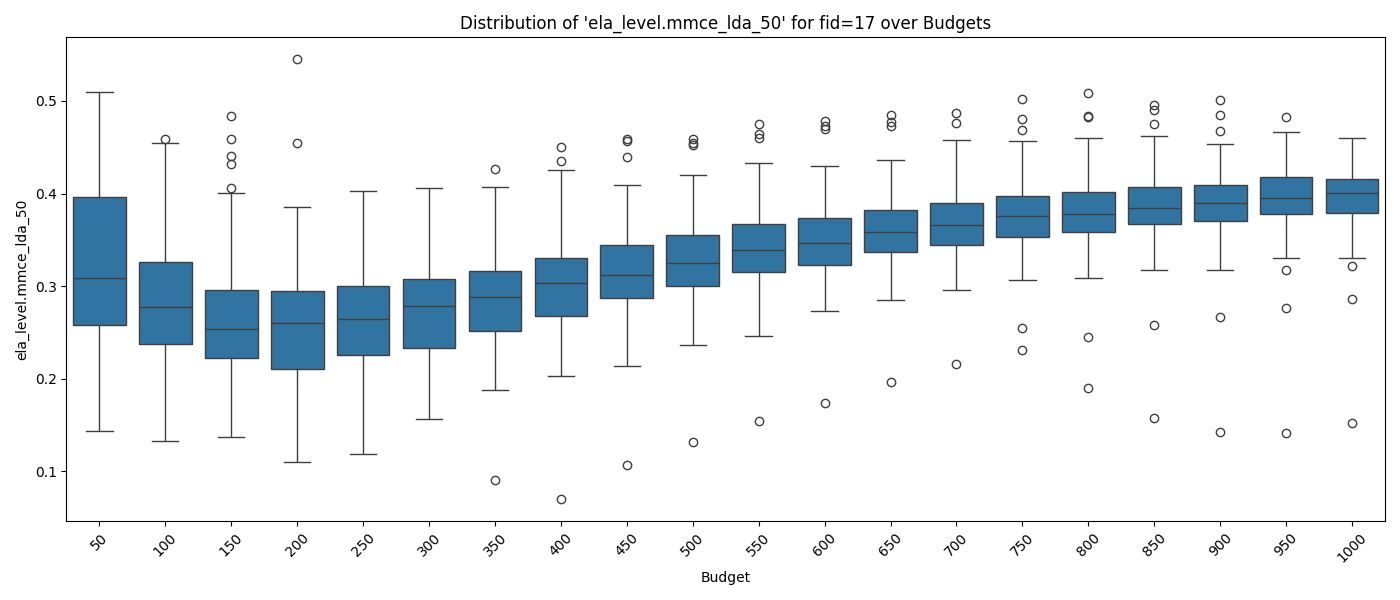 Distribution of 'ela_level.mmce_lda_50' for fid=17 over Budgets
ela_level.mmce_lda_50
0.5
0.4
0.3
0.2
0.1
50 100 150 200 250 300 350 400 450 500 550 600 650 700 750 800 850 900 950 1000
Budget